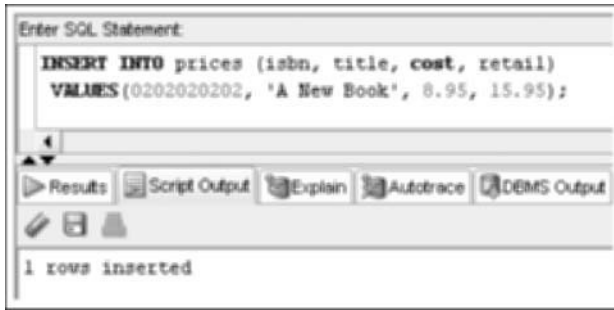 Enter SQL Statement:
INSERT INTO prices (isbn, title, cost, retail)
VALUES(0202020202, 'A New Book', 8.95, 15.95);
Results Script Output Explain Autotrace DBMS Output
1 rows inserted